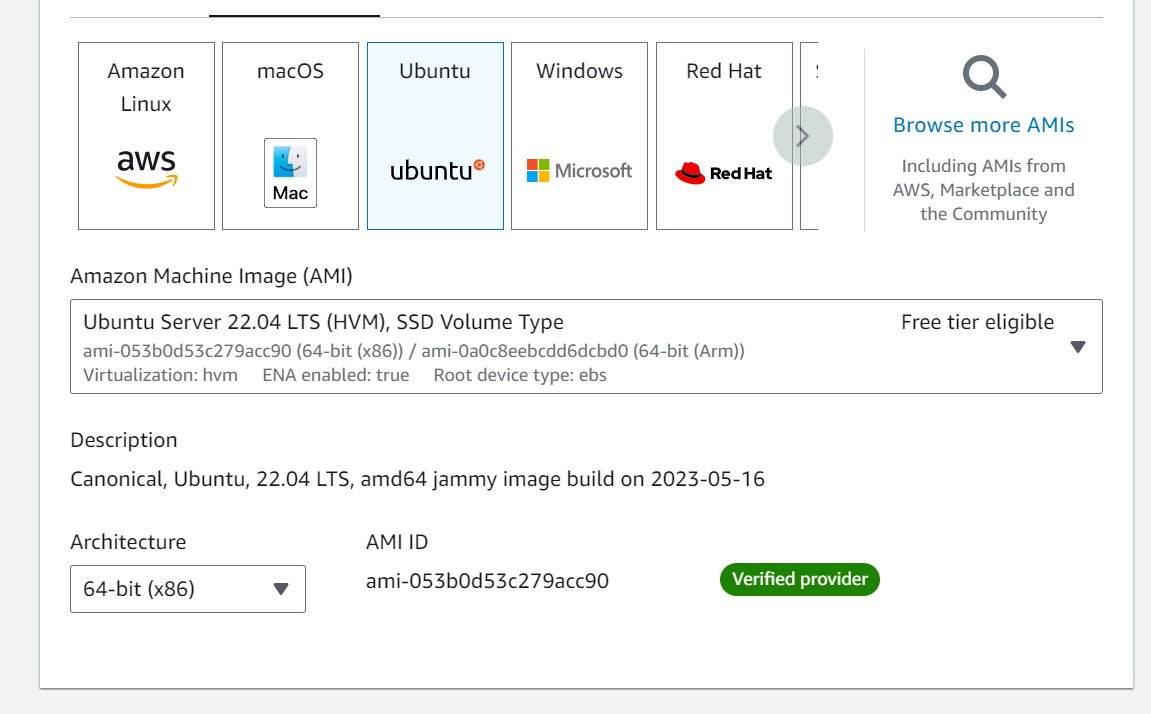 Amazon
Linux
aws
macOS
Mac
Ubuntu
ubuntu
Windows
Microsoft
Red Hat
Red Hat
Browse more AMIs
Including AMIs from
AWS, Marketplace and
the Community
Amazon Machine Image (AMI)
Ubuntu Server 22.04 LTS (HVM), SSD Volume Type
Free tier eligible
ami-053b0d53c279acc90 (64-bit (x86)) / ami-0a0c8eebcdd6dcbd0 (64-bit (Arm))
Virtualization: hvm ENA enabled: true Root device type: ebs
Description
Canonical, Ubuntu, 22.04 LTS, amd64 jammy image build on 2023-05-16
Architecture
64-bit (x86)
AMI ID
ami-053b0d53c279acc90
Verified provider